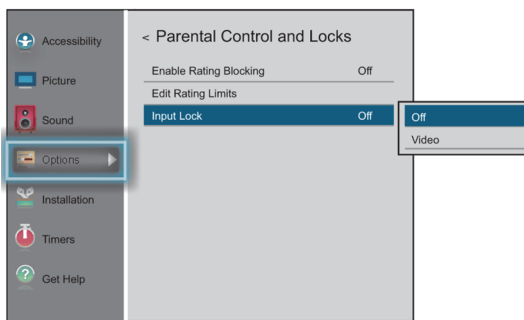 Accessibility
Picture
Sound
Options
Installation
Timers
Get Help
< Parental Control and Locks
Enable Rating Blocking Off
Edit Rating Limits
Input Lock Off
Off
Video